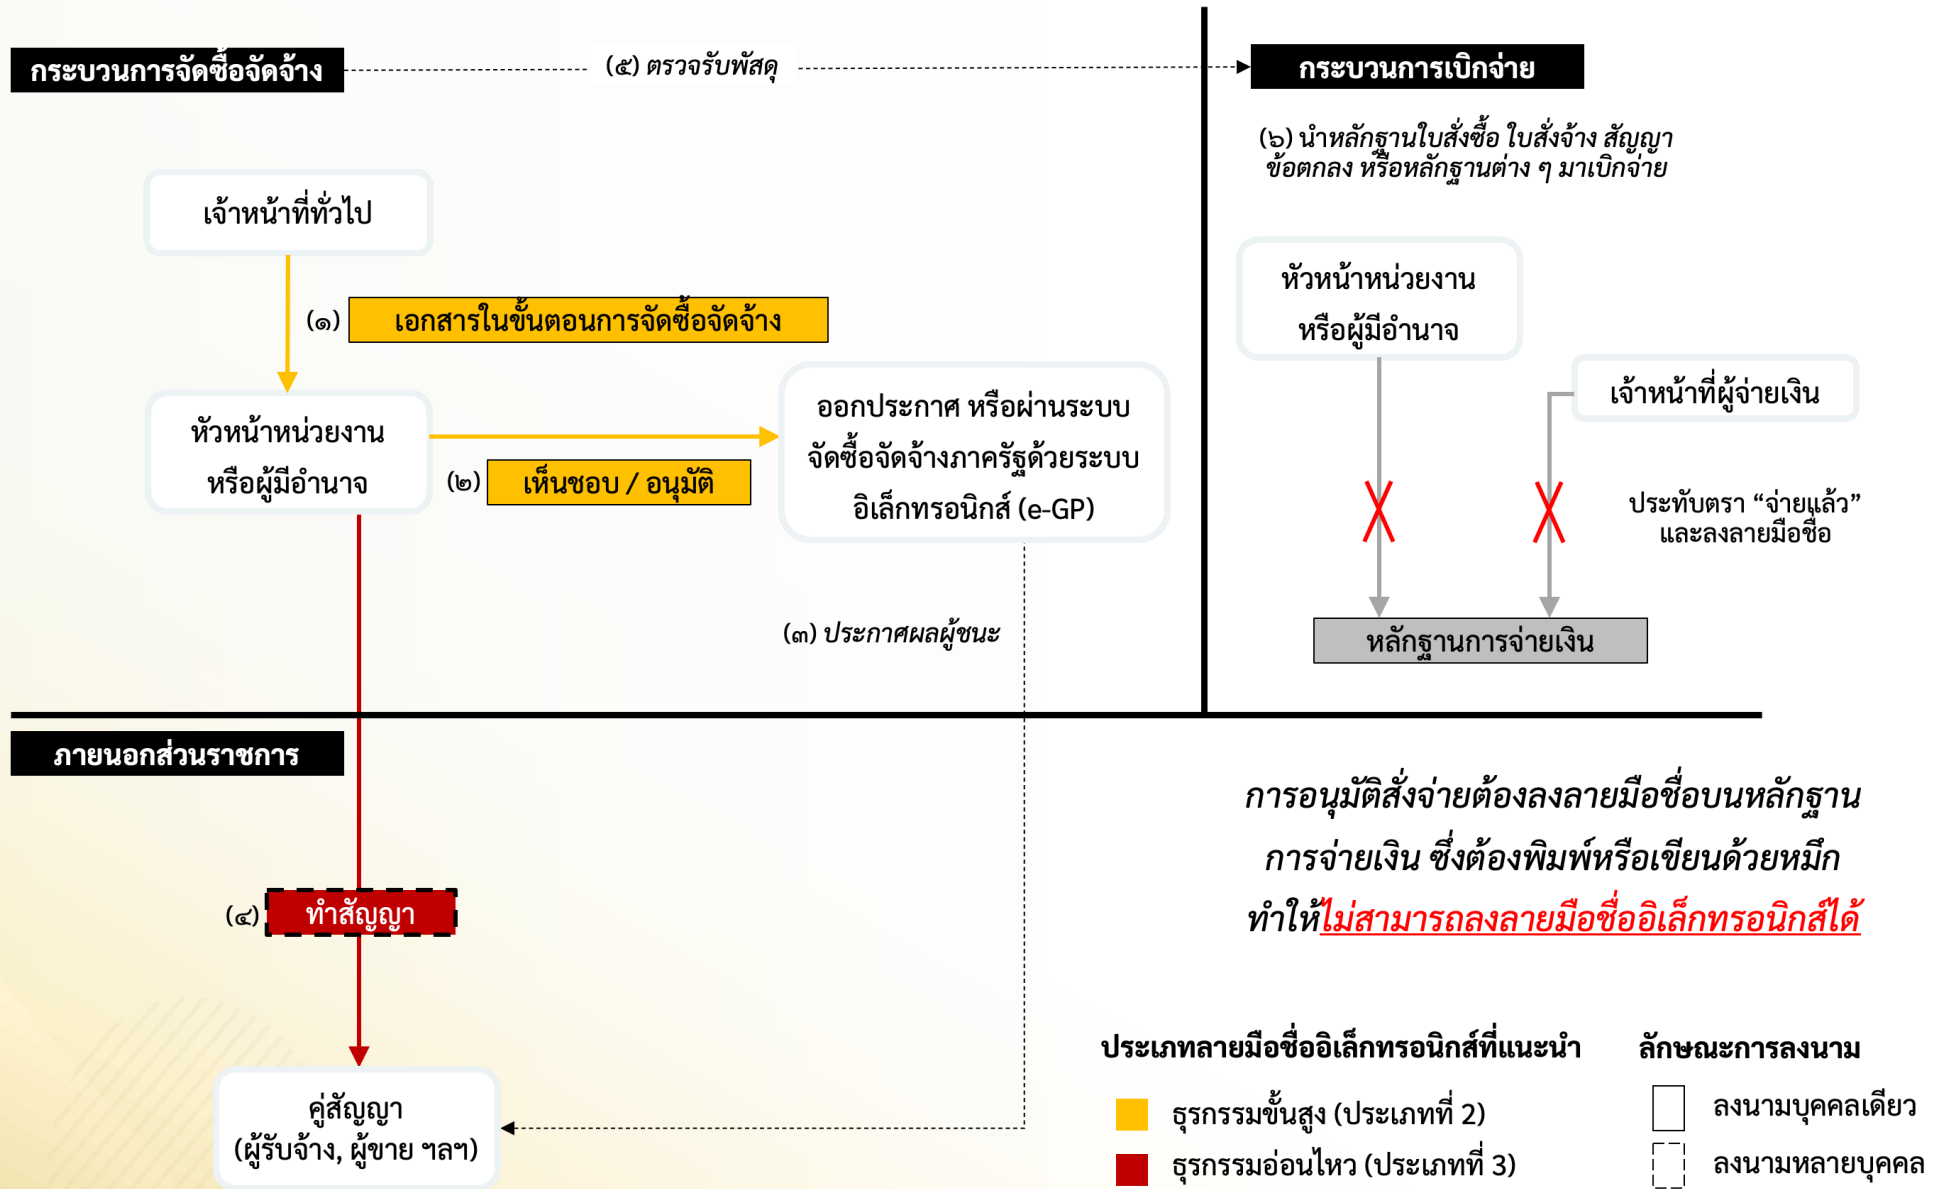 กระบวนการจัดซื้อจัดจ้าง
(๕) ตรวจรับพัสดุ
กระบวนการเบิกจ่าย
(๖) นำหลักฐานใบสั่งซื้อ ใบสั่งจ้าง สัญญา
ข้อตกลง หรือหลักฐานต่าง ๆ มาเบิกจ่าย
เจ้าหน้าที่ทั่วไป
(๑) เอกสารในขั้นตอนการจัดซื้อจัดจ้าง
หัวหน้าหน่วยงาน
หรือผู้มีอำนาจ
(๒) เห็นชอบ / อนุมัติ
ออกประกาศ หรือผ่านระบบ
จัดซื้อจัดจ้างภาครัฐด้วยระบบ
อิเล็กทรอนิกส์ (e-GP)
(๓) ประกาศผลผู้ชนะ
หัวหน้าหน่วยงาน
หรือผู้มีอำนาจ
เจ้าหน้าที่ผู้จ่ายเงิน
ประทับตรา “จ่ายแล้ว”
และลงลายมือชื่อ
หลักฐานการจ่ายเงิน
ภายนอกส่วนราชการ
(๔) ทำสัญญา
คู่สัญญา
(ผู้รับจ้าง, ผู้ขาย ฯลฯ)
การอนุมัติสั่งจ่ายต้องลงลายมือชื่อบนหลักฐาน
การจ่ายเงิน ซึ่งต้องพิมพ์หรือเขียนด้วยหมึก
ทำให้ไม่สามารถลงลายมือชื่ออิเล็กทรอนิกส์ได้
ประเภทลายมือชื่ออิเล็กทรอนิกส์ที่แนะนำ
ธุรกรรมขั้นสูง (ประเภทที่ 2)
ธุรกรรมอ่อนไหว (ประเภทที่ 3)
ลักษณะการลงนาม
ลงนามบุคคลเดียว
ลงนามหลายบุคคล